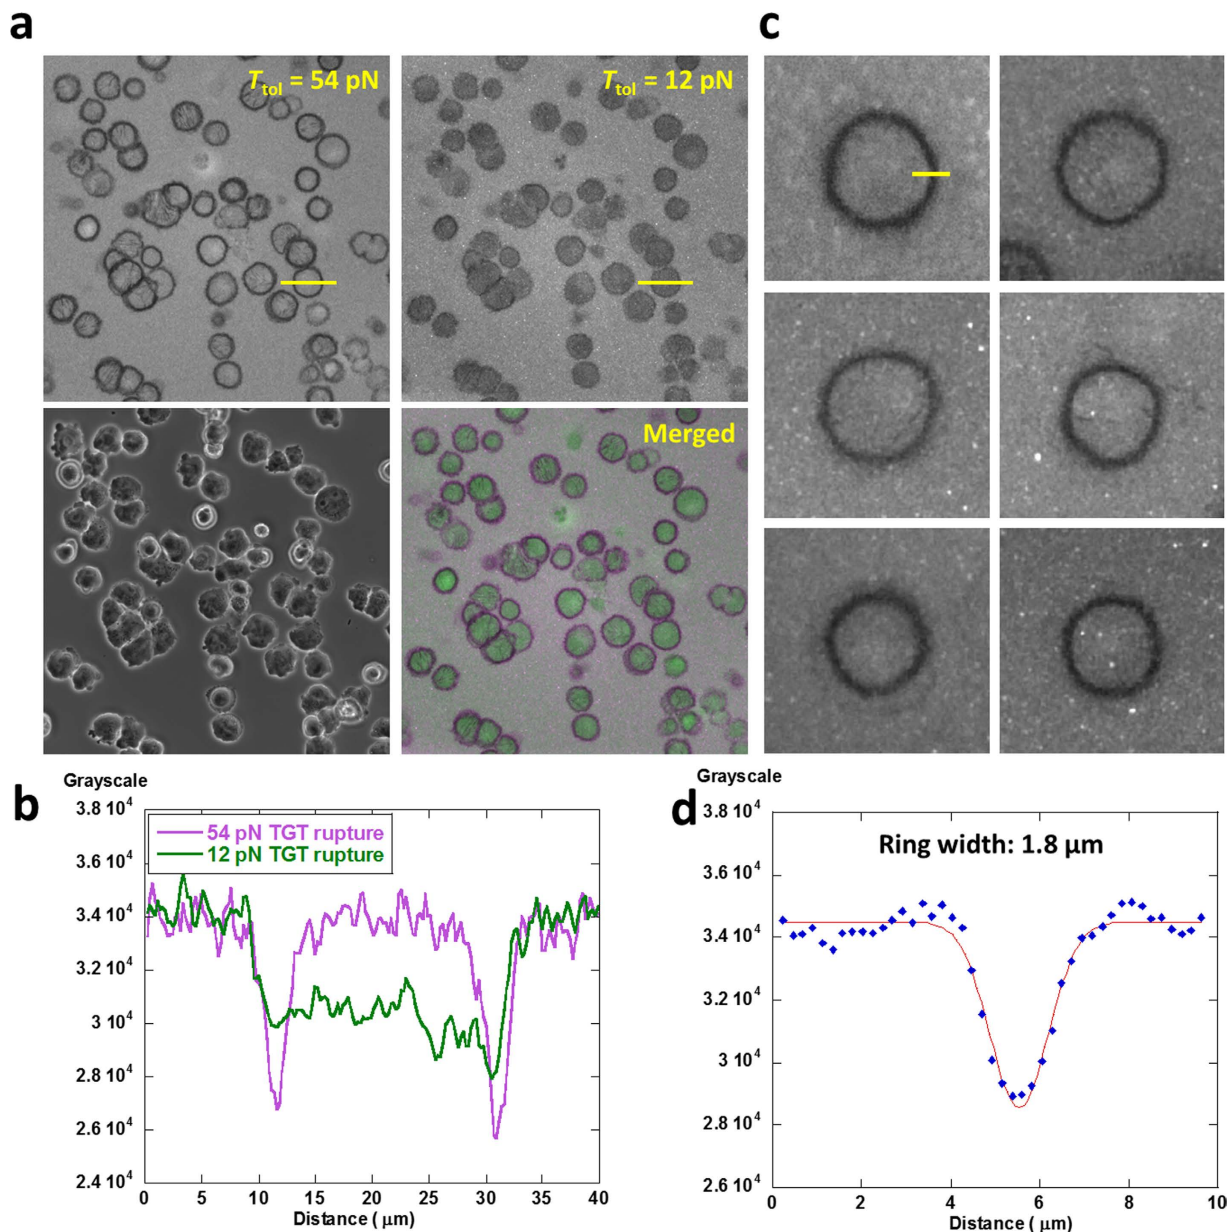 a
c
T_tol = 54 pN
T_tol = 12 pN
Merged
b
Grayscale
3.8 10^4
3.6 10^4
3.4 10^4
3.2 10^4
3 10^4
2.8 10^4
2.6 10^4
2.4 10^4
54 pN TGT rupture
12 pN TGT rupture
0 5 10 15 20 25 30 35 40
Distance ( μm)
d
Grayscale
3.8 10^4
3.6 10^4
3.4 10^4
3.2 10^4
3 10^4
2.8 10^4
2.6 10^4
Ring width: 1.8 μm
0 2 4 6 8 10
Distance ( μm)